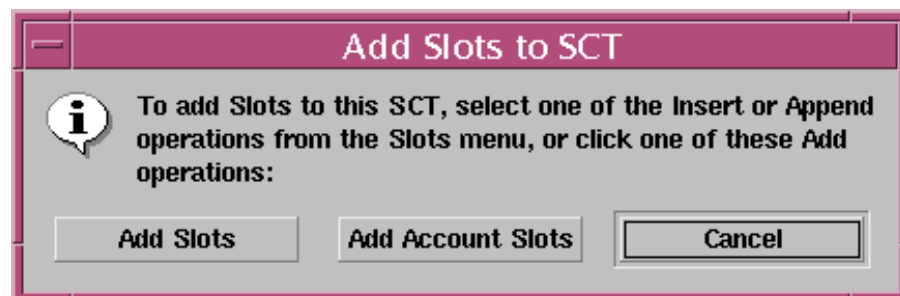 Add Slots to SCT
To add Slots to this SCT, select one of the Insert or Append
operations from the Slots menu, or click one of these Add
operations:
Add Slots Add Account Slots Cancel